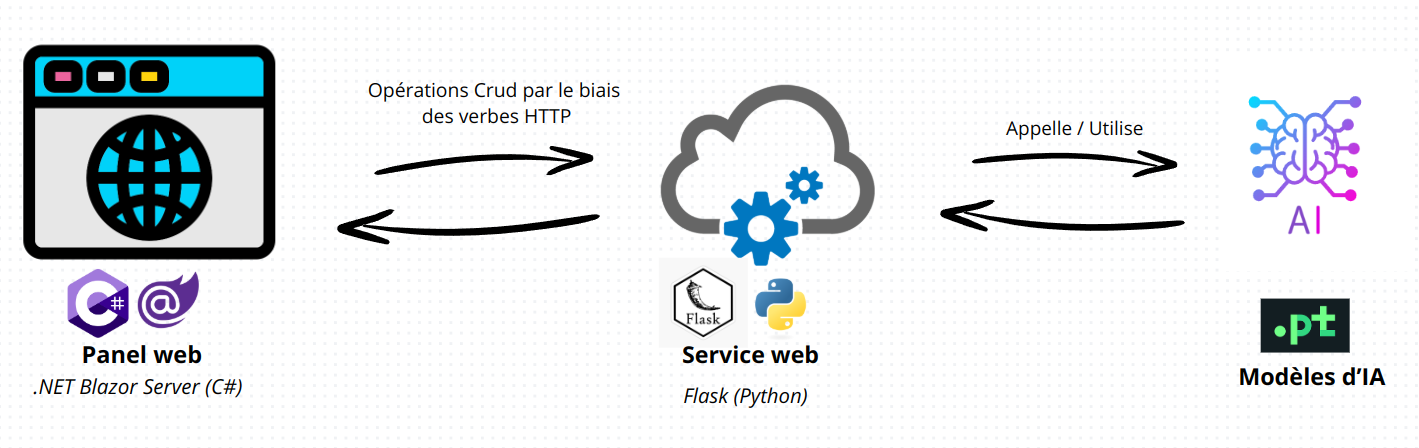 Opérations Crud par le biais
des verbes HTTP
Appelle / Utilise
AI
C#
@
Flask
.pt
Panel web
.NET Blazor Server (C#)
Service web
Flask (Python)
Modèles d’IA